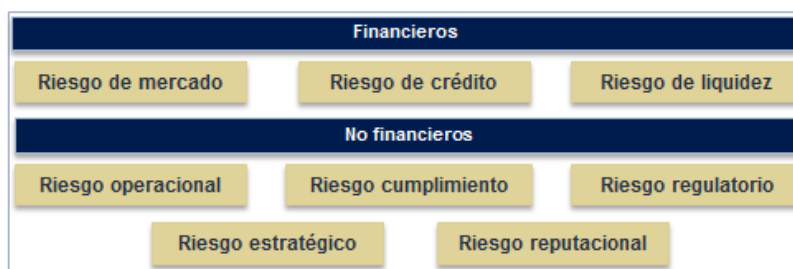 Financieros
Riesgo de mercado Riesgo de crédito Riesgo de liquidez
No financieros
Riesgo operacional Riesgo cumplimiento Riesgo regulatorio
Riesgo estratégico Riesgo reputacional